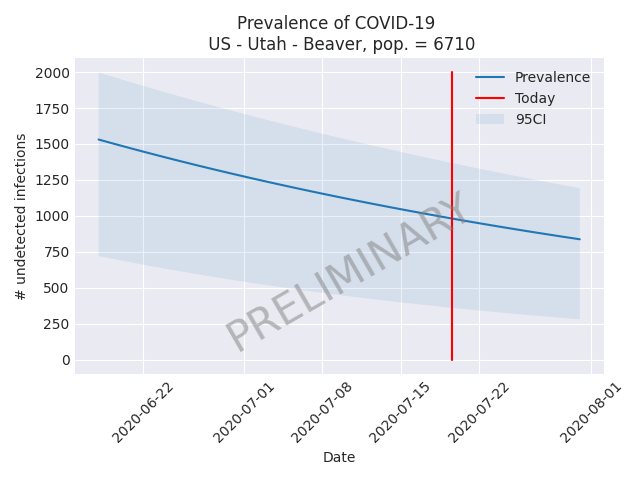 Prevalence of COVID-19
US - Utah - Beaver, pop. = 6710
2000
1750
1500
1250
1000
750
500
250
0
# undetected infections
Prevalence
Today
95CI
PRELIMINARY
2020-06-22
2020-07-01
2020-07-08
2020-07-15
2020-07-22
2020-08-01
Date